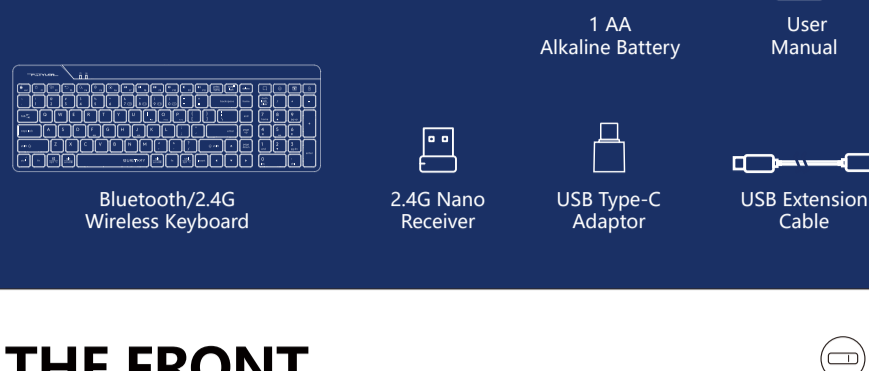 1 AA
Alkaline Battery
User
Manual
Bluetooth/2.4G
Wireless Keyboard
2.4G Nano
Receiver
USB Type-C
Adaptor
USB Extension
Cable
THE FRONT